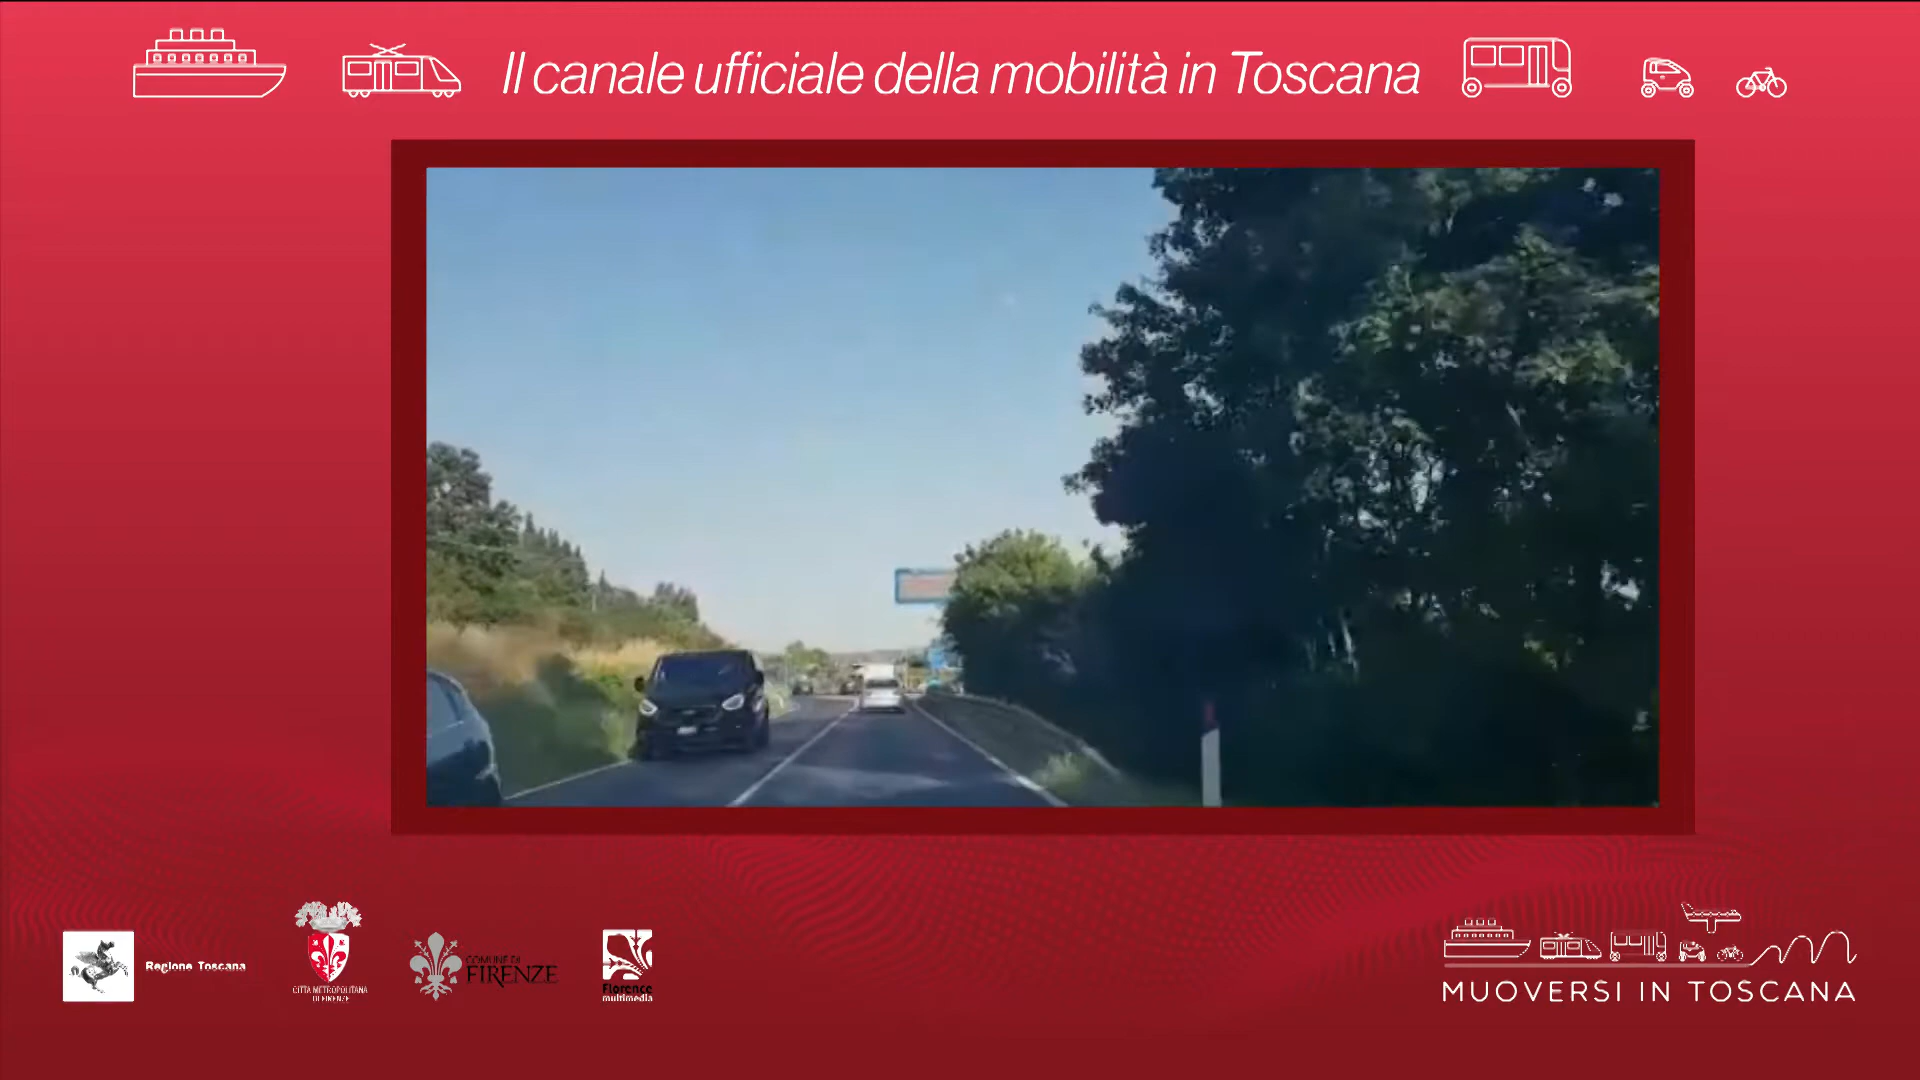 Il canale ufficiale della mobilità in Toscana
Regione Toscana
CITTÀ METROPOLITANA
DI FIRENZE
COMUNE DI
FIRENZE
Florence
multimedia
MUOVERSI IN TOSCANA